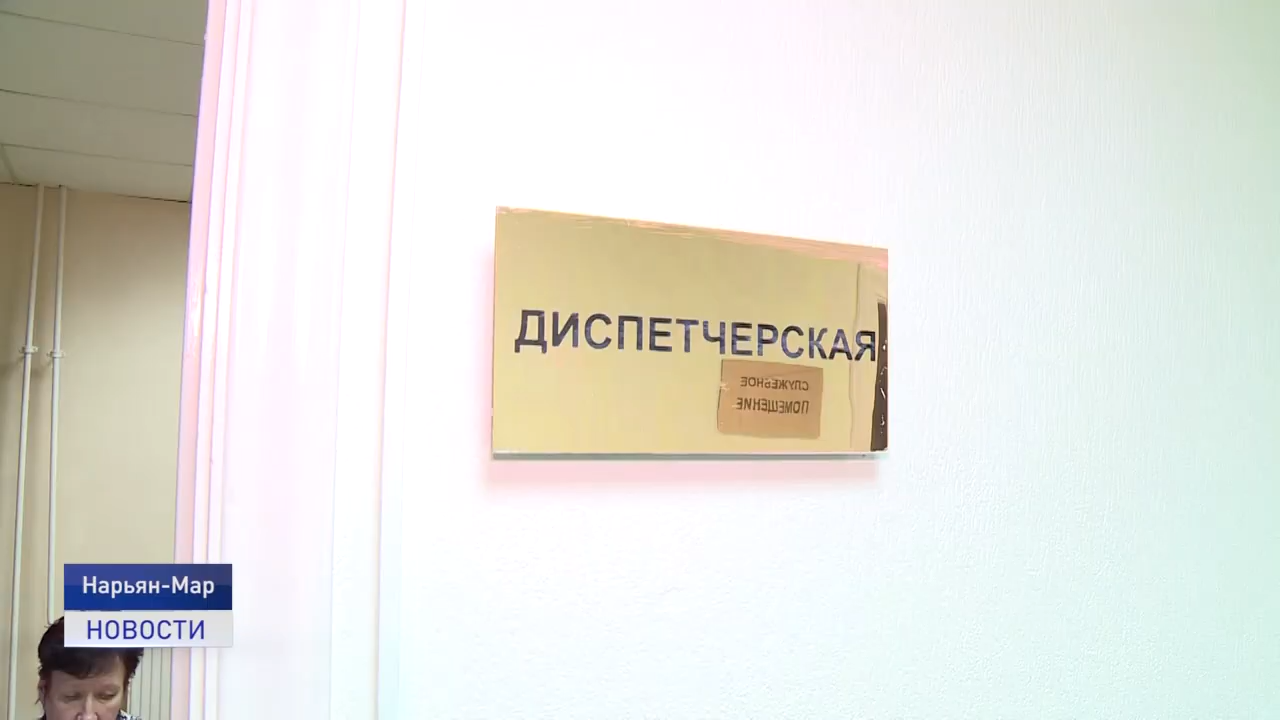 ДИСПЕТЧЕРСКАЯ
СЛУЖЕБНОЕ
ПОМЕЩЕНИЕ
Нарьян-Мар
НОВОСТИ